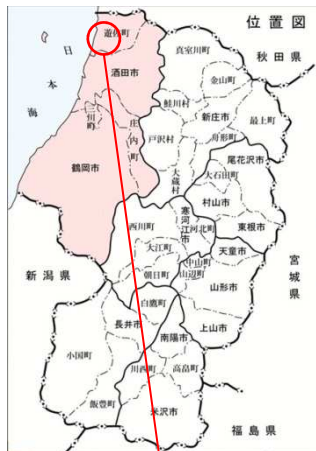 位置図
日本海
秋田県
宮城県
福島県
新潟県
遊佐町
酒田市
庄内町
鶴岡市
真室川町
金山町
鮭川村
新庄市
最上町
戸沢村
舟形町
大蔵村
尾花沢市
大石田町
村山市
東根市
西川町
寒河江市
河北町
天童市
大江町
中山町
朝日町
山辺町
山形市
白鷹町
上山市
長井市
南陽市
小国町
川西町
高畠町
飯豊町
米沢市